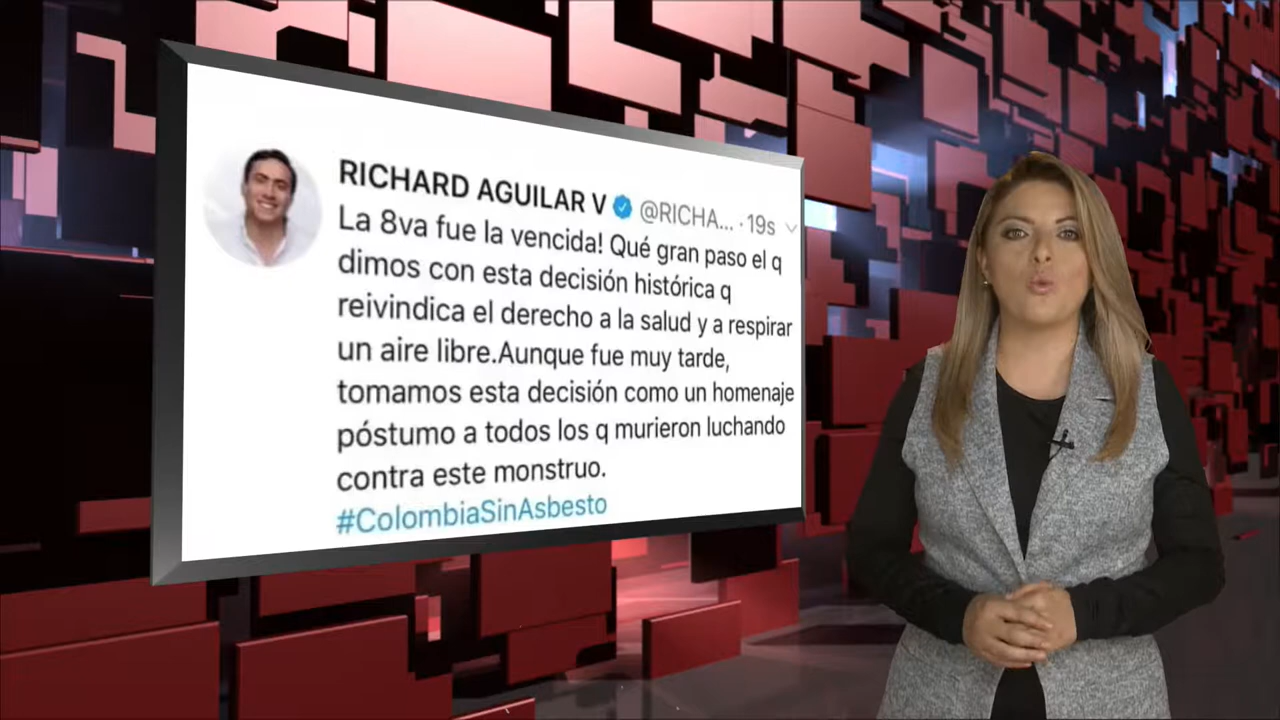 RICHARD AGUILAR V @RICHA... · 19s
La 8va fue la vencida! Qué gran paso el q
dimos con esta decisión histórica q
reivindica el derecho a la salud y a respirar
un aire libre.Aunque fue muy tarde,
tomamos esta decisión como un homenaje
póstumo a todos los q murieron luchando
contra este monstruo.
#ColombiaSinAsbesto